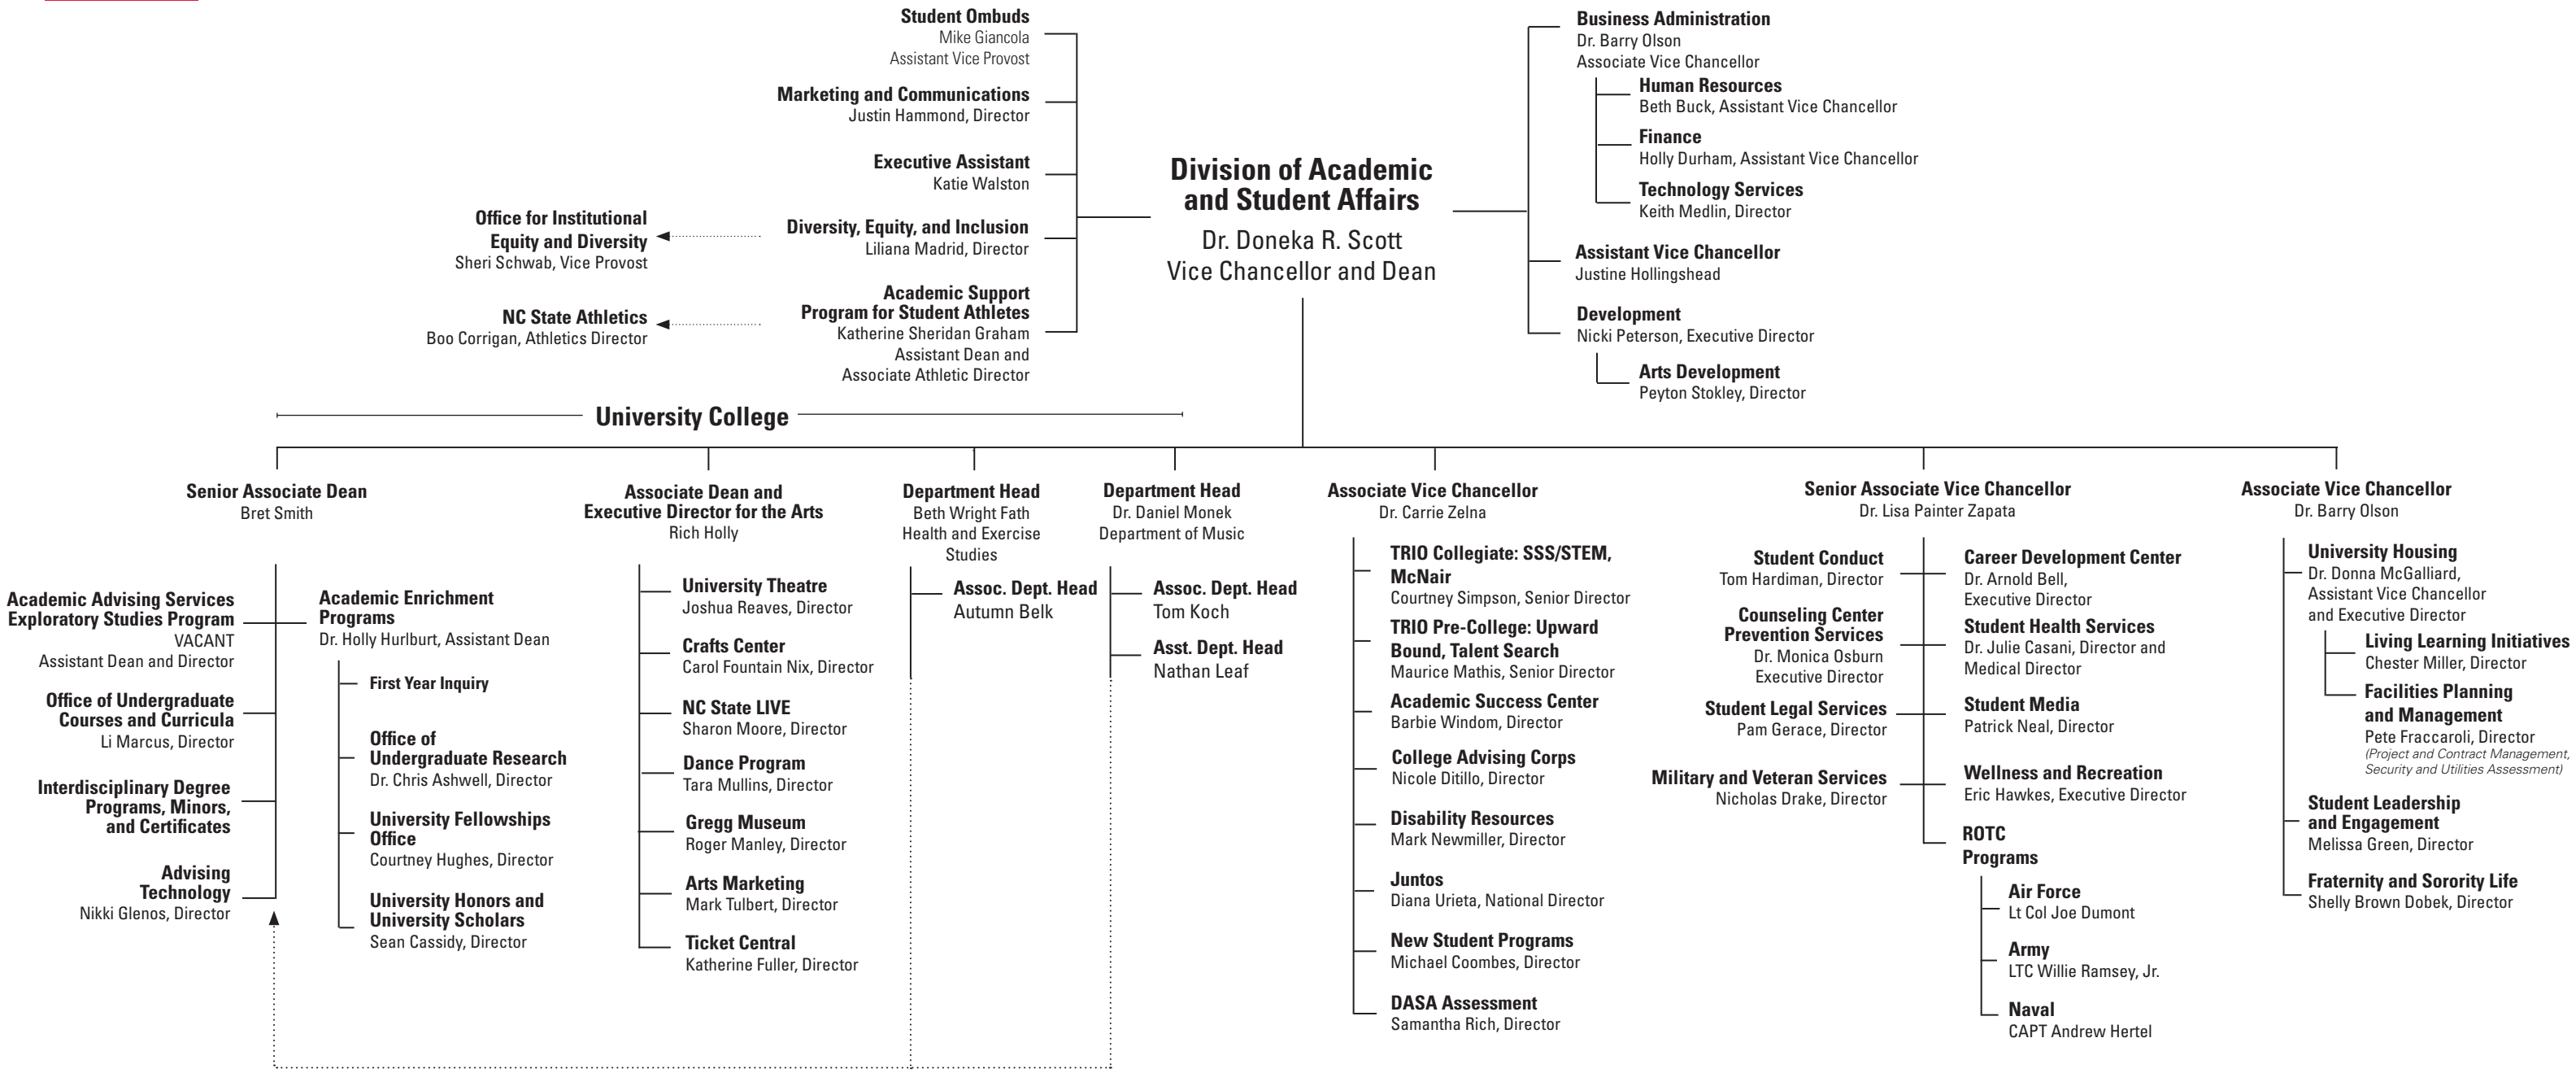 Student Ombuds
Mike Giancola
Assistant Vice Provost
Marketing and Communications
Justin Hammond, Director
Executive Assistant
Katie Walston
Diversity, Equity, and Inclusion
Liliana Madrid, Director
Office for Institutional
Equity and Diversity
Sheri Schwab, Vice Provost
Academic Support
Program for Student Athletes
Katherine Sheridan Graham
Assistant Dean and
Associate Athletic Director
NC State Athletics
Boo Corrigan, Athletics Director
Division of Academic
and Student Affairs
Dr. Doneka R. Scott
Vice Chancellor and Dean
Business Administration
Dr. Barry Olson
Associate Vice Chancellor
Human Resources
Beth Buck, Assistant Vice Chancellor
Finance
Holly Durham, Assistant Vice Chancellor
Technology Services
Keith Medlin, Director
Assistant Vice Chancellor
Justine Hollingshead
Development
Nicki Peterson, Executive Director
Arts Development
Peyton Stokley, Director
University College
Senior Associate Dean
Bret Smith
Academic Advising Services
Exploratory Studies Program
VACANT
Assistant Dean and Director
Office of Undergraduate
Courses and Curricula
Li Marcus, Director
Interdisciplinary Degree
Programs, Minors,
and Certificates
Advising
Technology
Nikki Glenos, Director
Academic Enrichment
Programs
Dr. Holly Hurlburt, Assistant Dean
First Year Inquiry
Office of
Undergraduate Research
Dr. Chris Ashwell, Director
University Fellowships
Office
Courtney Hughes, Director
University Honors and
University Scholars
Sean Cassidy, Director
Associate Dean and
Executive Director for the Arts
Rich Holly
University Theatre
Joshua Reaves, Director
Crafts Center
Carol Fountain Nix, Director
NC State LIVE
Sharon Moore, Director
Dance Program
Tara Mullins, Director
Gregg Museum
Roger Manley, Director
Arts Marketing
Mark Tulbert, Director
Ticket Central
Katherine Fuller, Director
Department Head
Beth Wright Fath
Health and Exercise
Studies
Assoc. Dept. Head
Autumn Belk
Department Head
Dr. Daniel Monek
Department of Music
Assoc. Dept. Head
Tom Koch
Asst. Dept. Head
Nathan Leaf
Associate Vice Chancellor
Dr. Carrie Zelna
TRIO Collegiate: SSS/STEM,
McNair
Courtney Simpson, Senior Director
TRIO Pre-College: Upward
Bound, Talent Search
Maurice Mathis, Senior Director
Academic Success Center
Barbie Windom, Director
College Advising Corps
Nicole Ditillo, Director
Disability Resources
Mark Newmiller, Director
Juntos
Diana Urieta, National Director
New Student Programs
Michael Coombes, Director
DASA Assessment
Samantha Rich, Director
Senior Associate Vice Chancellor
Dr. Lisa Painter Zapata
Student Conduct
Tom Hardiman, Director
Counseling Center
Prevention Services
Dr. Monica Osburn
Executive Director
Student Legal Services
Pam Gerace, Director
Military and Veteran Services
Nicholas Drake, Director
Career Development Center
Dr. Arnold Bell,
Executive Director
Student Health Services
Dr. Julie Casani, Director and
Medical Director
Student Media
Patrick Neal, Director
Wellness and Recreation
Eric Hawkes, Executive Director
ROTC
Programs
Air Force
Lt Col Joe Dumont
Army
LTC Willie Ramsey, Jr.
Naval
CAPT Andrew Hertel
Associate Vice Chancellor
Dr. Barry Olson
University Housing
Dr. Donna McGalliard,
Assistant Vice Chancellor
and Executive Director
Living Learning Initiatives
Chester Miller, Director
Facilities Planning
and Management
Pete Fraccaroli, Director
(Project and Contract Management,
Security and Utilities Assessment)
Student Leadership
and Engagement
Melissa Green, Director
Fraternity and Sorority Life
Shelly Brown Dobek, Director